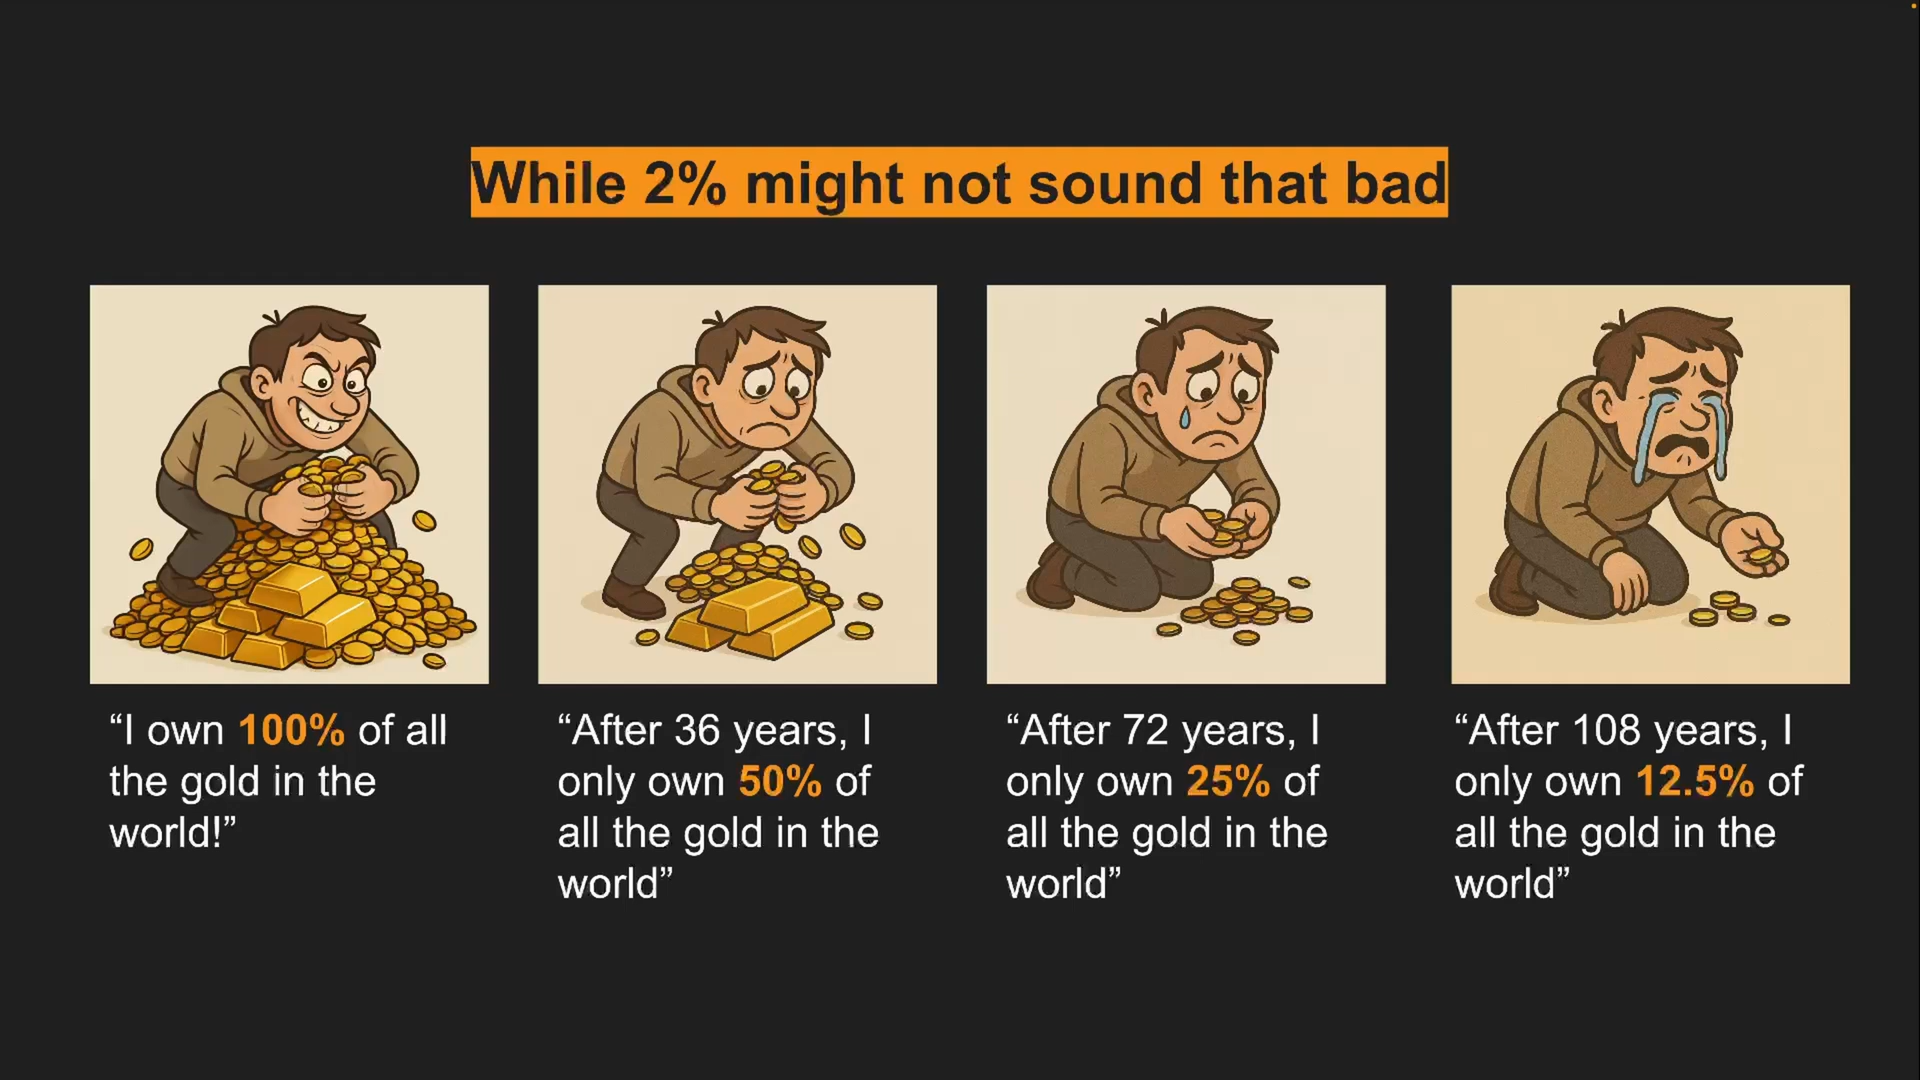 While 2% might not sound that bad
“I own 100% of all
the gold in the
world!”
“After 36 years, I
only own 50% of
all the gold in the
world”
“After 72 years, I
only own 25% of
all the gold in the
world”
“After 108 years, I
only own 12.5% of
all the gold in the
world”